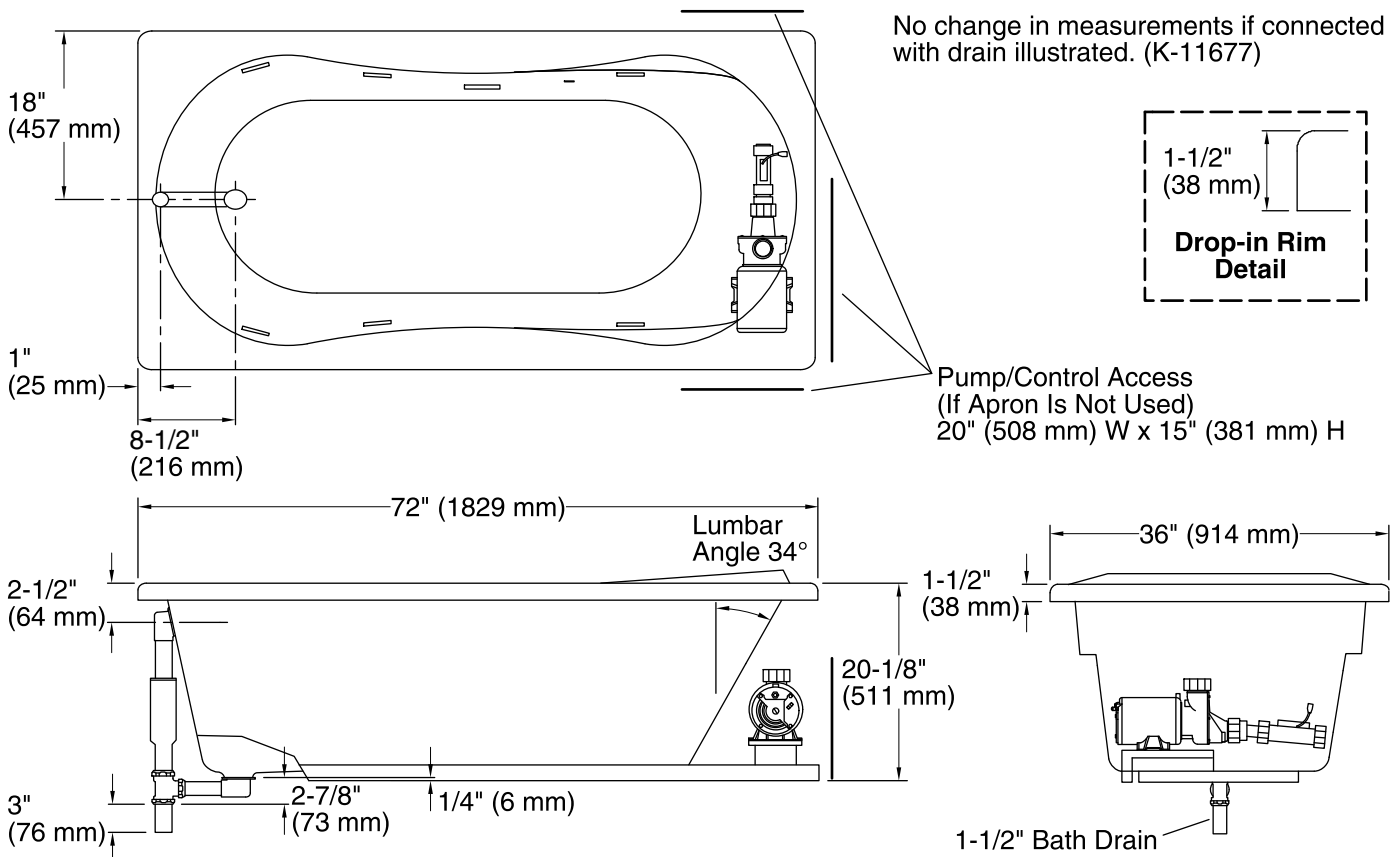 No change in measurements if connected
with drain illustrated. (K-11677)
18"
(457 mm)
1-1/2"
(38 mm)
Drop-in Rim
Detail
1"
(25 mm)
8-1/2"
(216 mm)
Pump/Control Access
(If Apron Is Not Used)
20" (508 mm) W x 15" (381 mm) H
72" (1829 mm)
Lumbar
Angle 34°
2-1/2"
(64 mm)
20-1/8"
(511 mm)
3"
(76 mm)
2-7/8"
(73 mm)
1/4" (6 mm)
36" (914 mm)
1-1/2"
(38 mm)
1-1/2" Bath Drain